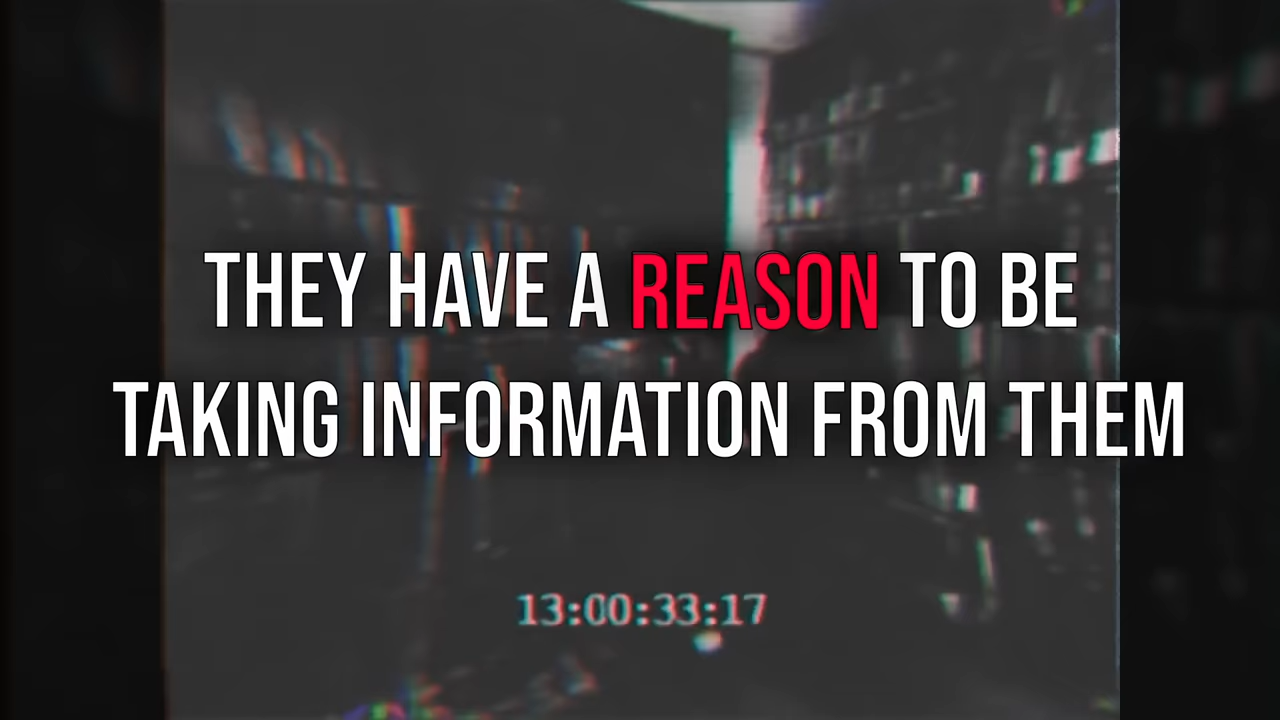 THEY HAVE A REASON TO BE
TAKING INFORMATION FROM THEM
13:00:33:17